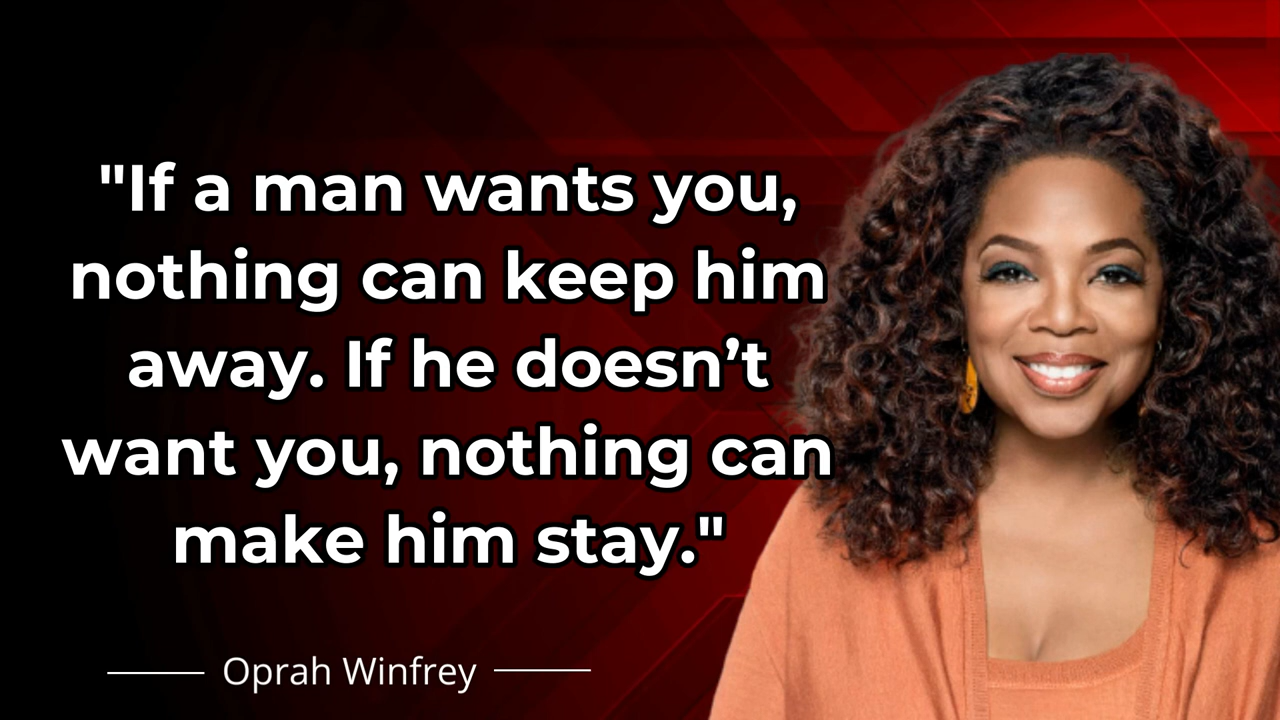 "If a man wants you,
nothing can keep him
away. If he doesn’t
want you, nothing can
make him stay."
Oprah Winfrey